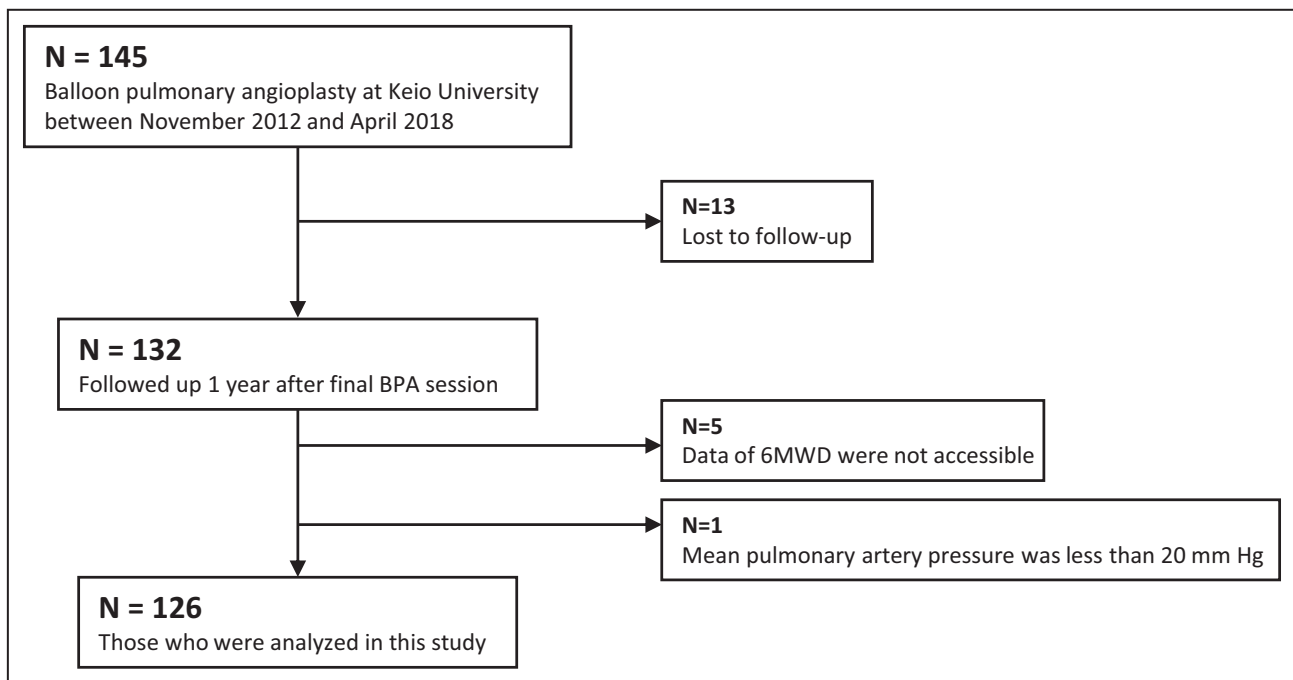 N = 145
Balloon pulmonary angioplasty at Keio University
between November 2012 and April 2018
N=13
Lost to follow-up
N = 132
Followed up 1 year after final BPA session
N=5
Data of 6MWD were not accessible
N=1
Mean pulmonary artery pressure was less than 20 mm Hg
N = 126
Those who were analyzed in this study